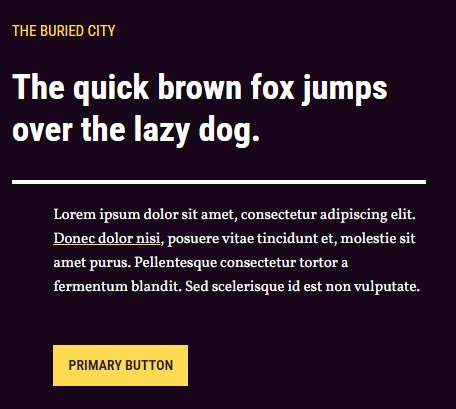 THE BURIED CITY
The quick brown fox jumps
over the lazy dog.
Lorem ipsum dolor sit amet, consectetur adipiscing elit.
Donec dolor nisi, posuere vitae tincidunt et, molestie sit
amet purus. Pellentesque consectetur tortor a
fermentum blandit. Sed scelerisque id est non vulputate.
PRIMARY BUTTON